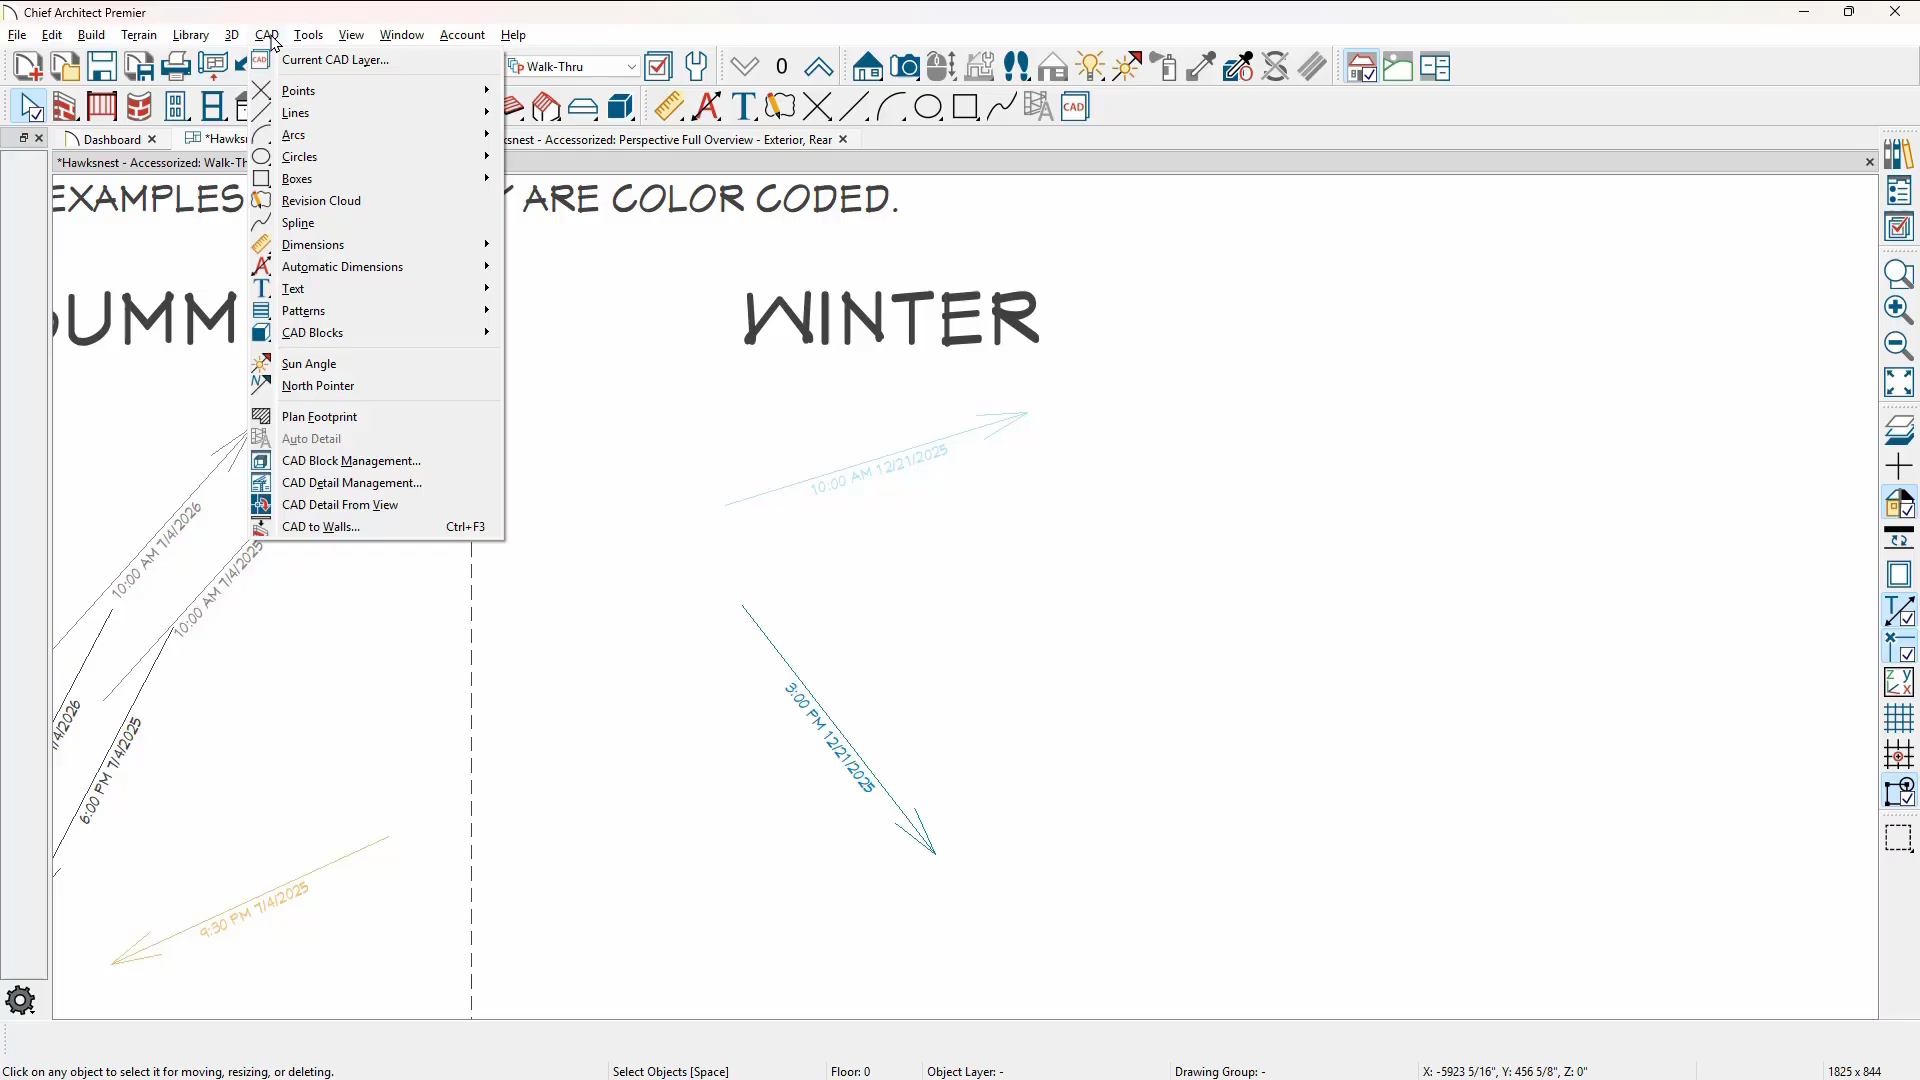 Chief Architect Premier
File Edit Build Terrain Library 3D CAD Tools View Window Account Help
CAD Current CAD Layer...
Walk-Thru
0
Points
Lines
CAD
Arcs
Dashboard
*Hawks
snest - Accessorized: Perspective Full Overview - Exterior, Rear
Circles
*Hawksnest - Accessorized: Walk-Th
Boxes
Revision Cloud
EXAMPLES
Y ARE COLOR CODED.
Spline
Dimensions
Automatic Dimensions
Text
Patterns
SUMM
WINTER
CAD Blocks
Sun Angle
North Pointer
Plan Footprint
Auto Detail
CAD Block Management...
CAD Detail Management...
CAD Detail From View
CAD to Walls... Ctrl+F3
10:00 AM 12/21/2025
10:00 AM 7/4/2026
10:00 AM 7/4/2025
/4/2026
6:00 PM 7/4/2025
3:00 PM 12/21/2025
9:30 PM 7/4/2025
Click on any object to select it for moving, resizing, or deleting.
Select Objects [Space]
Floor: 0
Object Layer: -
Drawing Group: -
X: -5923 5/16", Y: 456 5/8", Z: 0"
1825 x 844